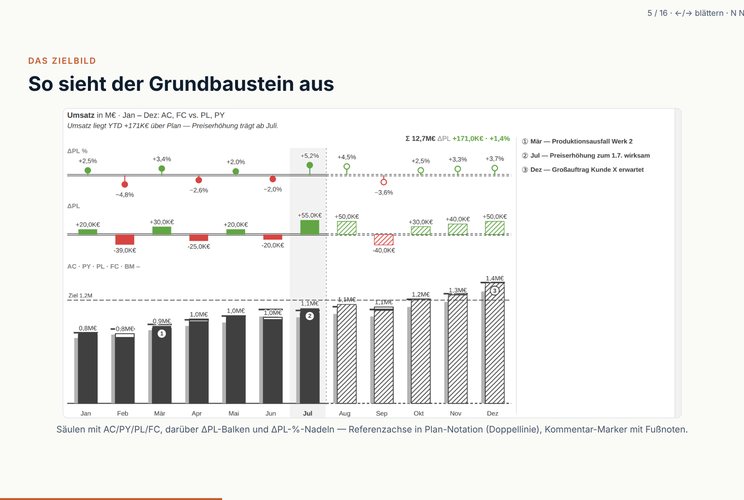 5 / 16 · ←/→ blättern · N N
DAS ZIELBILD
So sieht der Grundbaustein aus
Umsatz in M€ · Jan – Dez: AC, FC vs. PL, PY
Umsatz liegt YTD +171K€ über Plan — Preiserhöhung trägt ab Juli.
Σ 12,7M€ ΔPL +171,0K€ · +1,4%
① Mär — Produktionsausfall Werk 2
② Jul — Preiserhöhung zum 1.7. wirksam
③ Dez — Großauftrag Kunde X erwartet
ΔPL %
+2,5% -4,8% +3,4% -2,6% +2,0% -2,0% +5,2% +4,5% -3,6% +2,5% +3,3% +3,7%
ΔPL
+20,0K€ -39,0K€ +30,0K€ -25,0K€ +20,0K€ -20,0K€ +55,0K€ +50,0K€ -40,0K€ +30,0K€ +40,0K€ +50,0K€
AC · PY · PL · FC · BM –
Ziel 1,2M
0,8M€ 0,8M€ 0,9M€ 1,0M€ 1,0M€ 1,0M€ 1,1M€ 1,1M€ 1,1M€ 1,2M€ 1,3M€ 1,4M€
1 2 3
Jan Feb Mär Apr Mai Jun Jul Aug Sep Okt Nov Dez
Säulen mit AC/PY/PL/FC, darüber ΔPL-Balken und ΔPL-%-Nadeln — Referenzachse in Plan-Notation (Doppellinie), Kommentar-Marker mit Fußnoten.